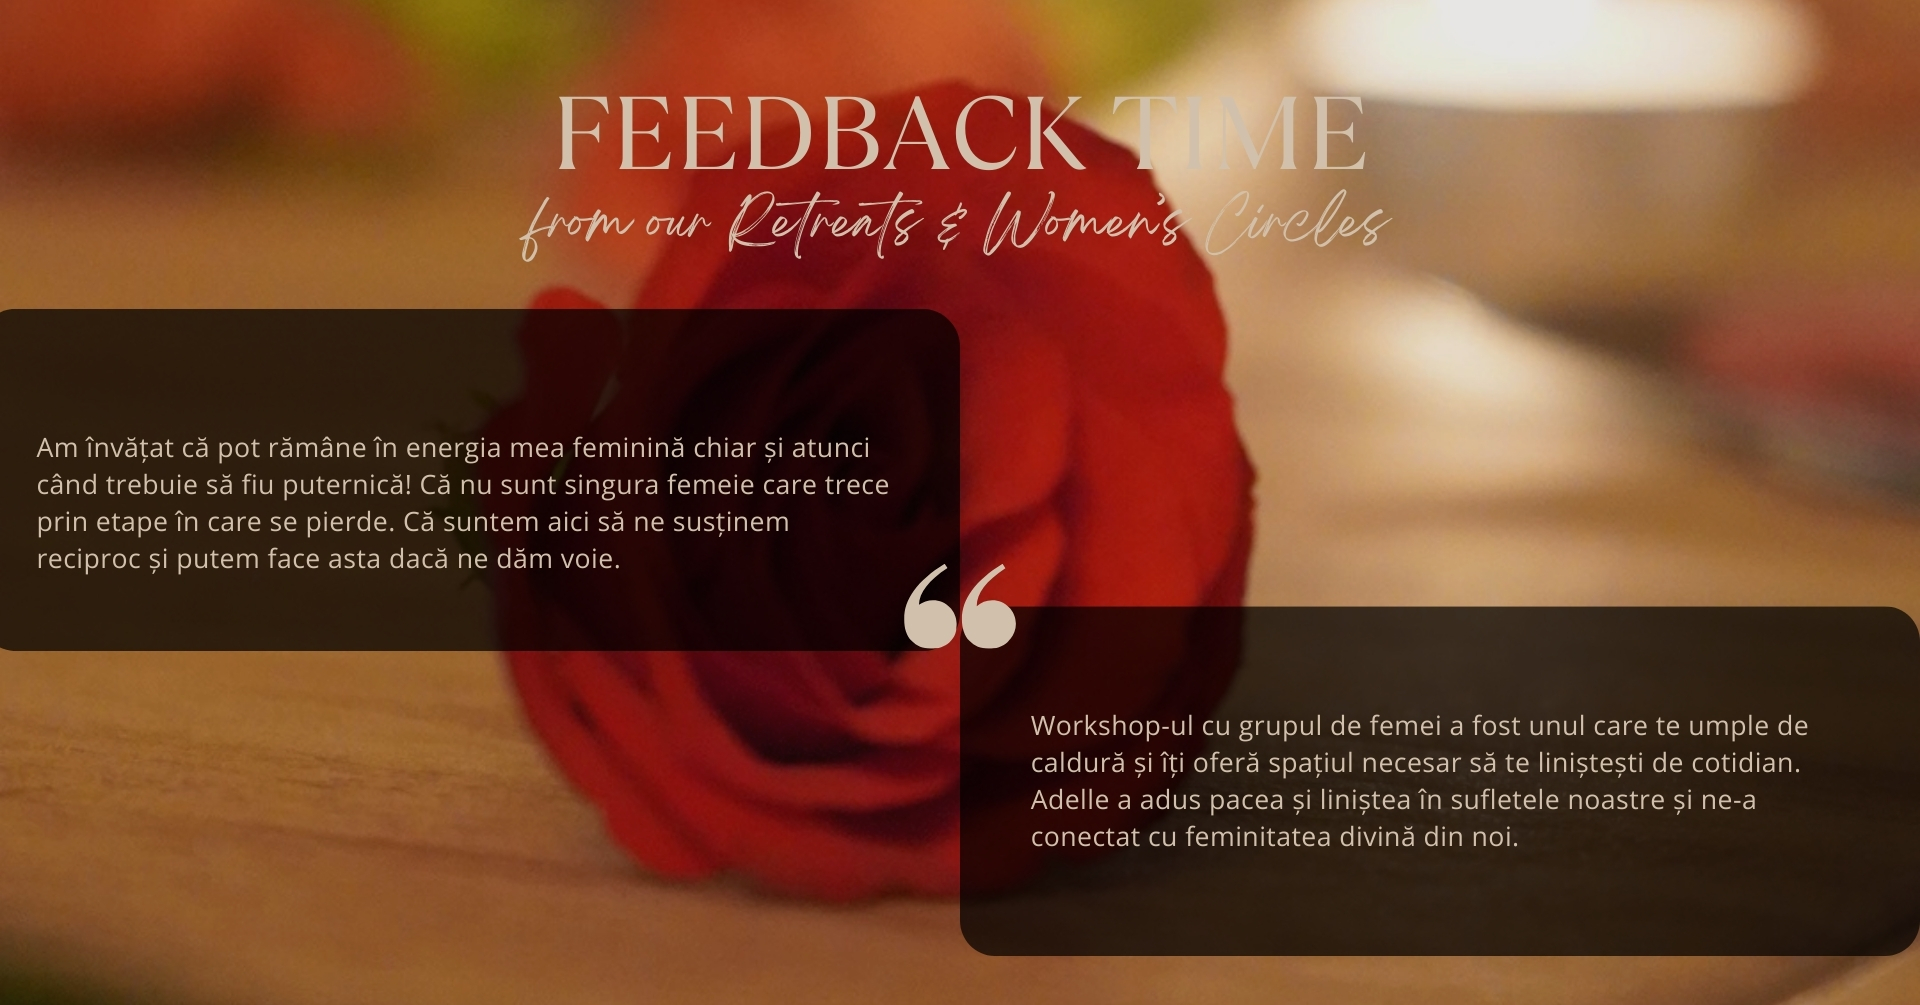 FEEDBACK TIME
from our Retreats & Women's Circles
Am învățat că pot rămâne în energia mea feminină chiar și atunci
când trebuie să fiu puternică! Că nu sunt singura femeie care trece
prin etape în care se pierde. Că suntem aici să ne susținem
reciproc și putem face asta dacă ne dăm voie.
“
Workshop-ul cu grupul de femei a fost unul care te umple de
caldură și îți oferă spațiul necesar să te liniștești de cotidian.
Adelle a adus pacea și liniștea în sufletele noastre și ne-a
conectat cu feminitatea divină din noi.